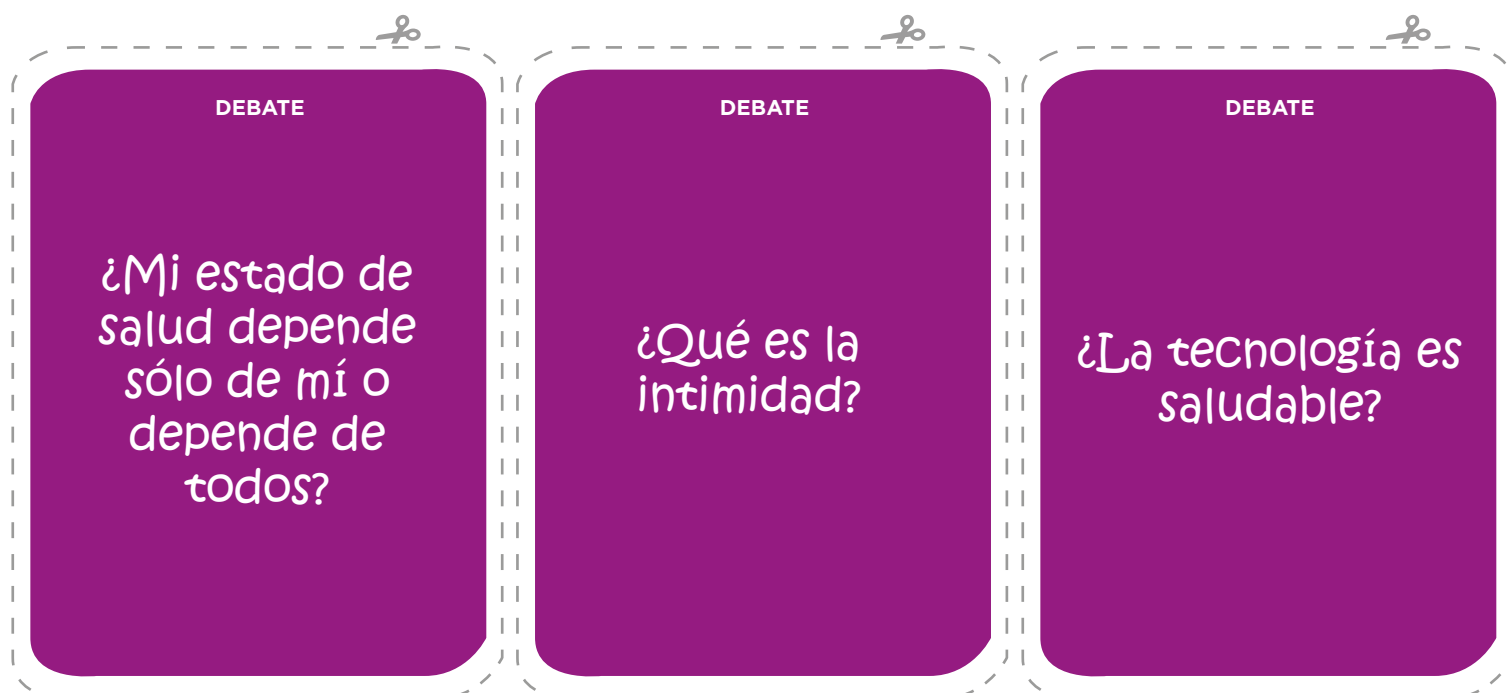 DEBATE
¿Mi estado de
salud depende
sólo de mí o
depende de
todos?
DEBATE
¿Qué es la
intimidad?
DEBATE
¿La tecnología es
saludable?